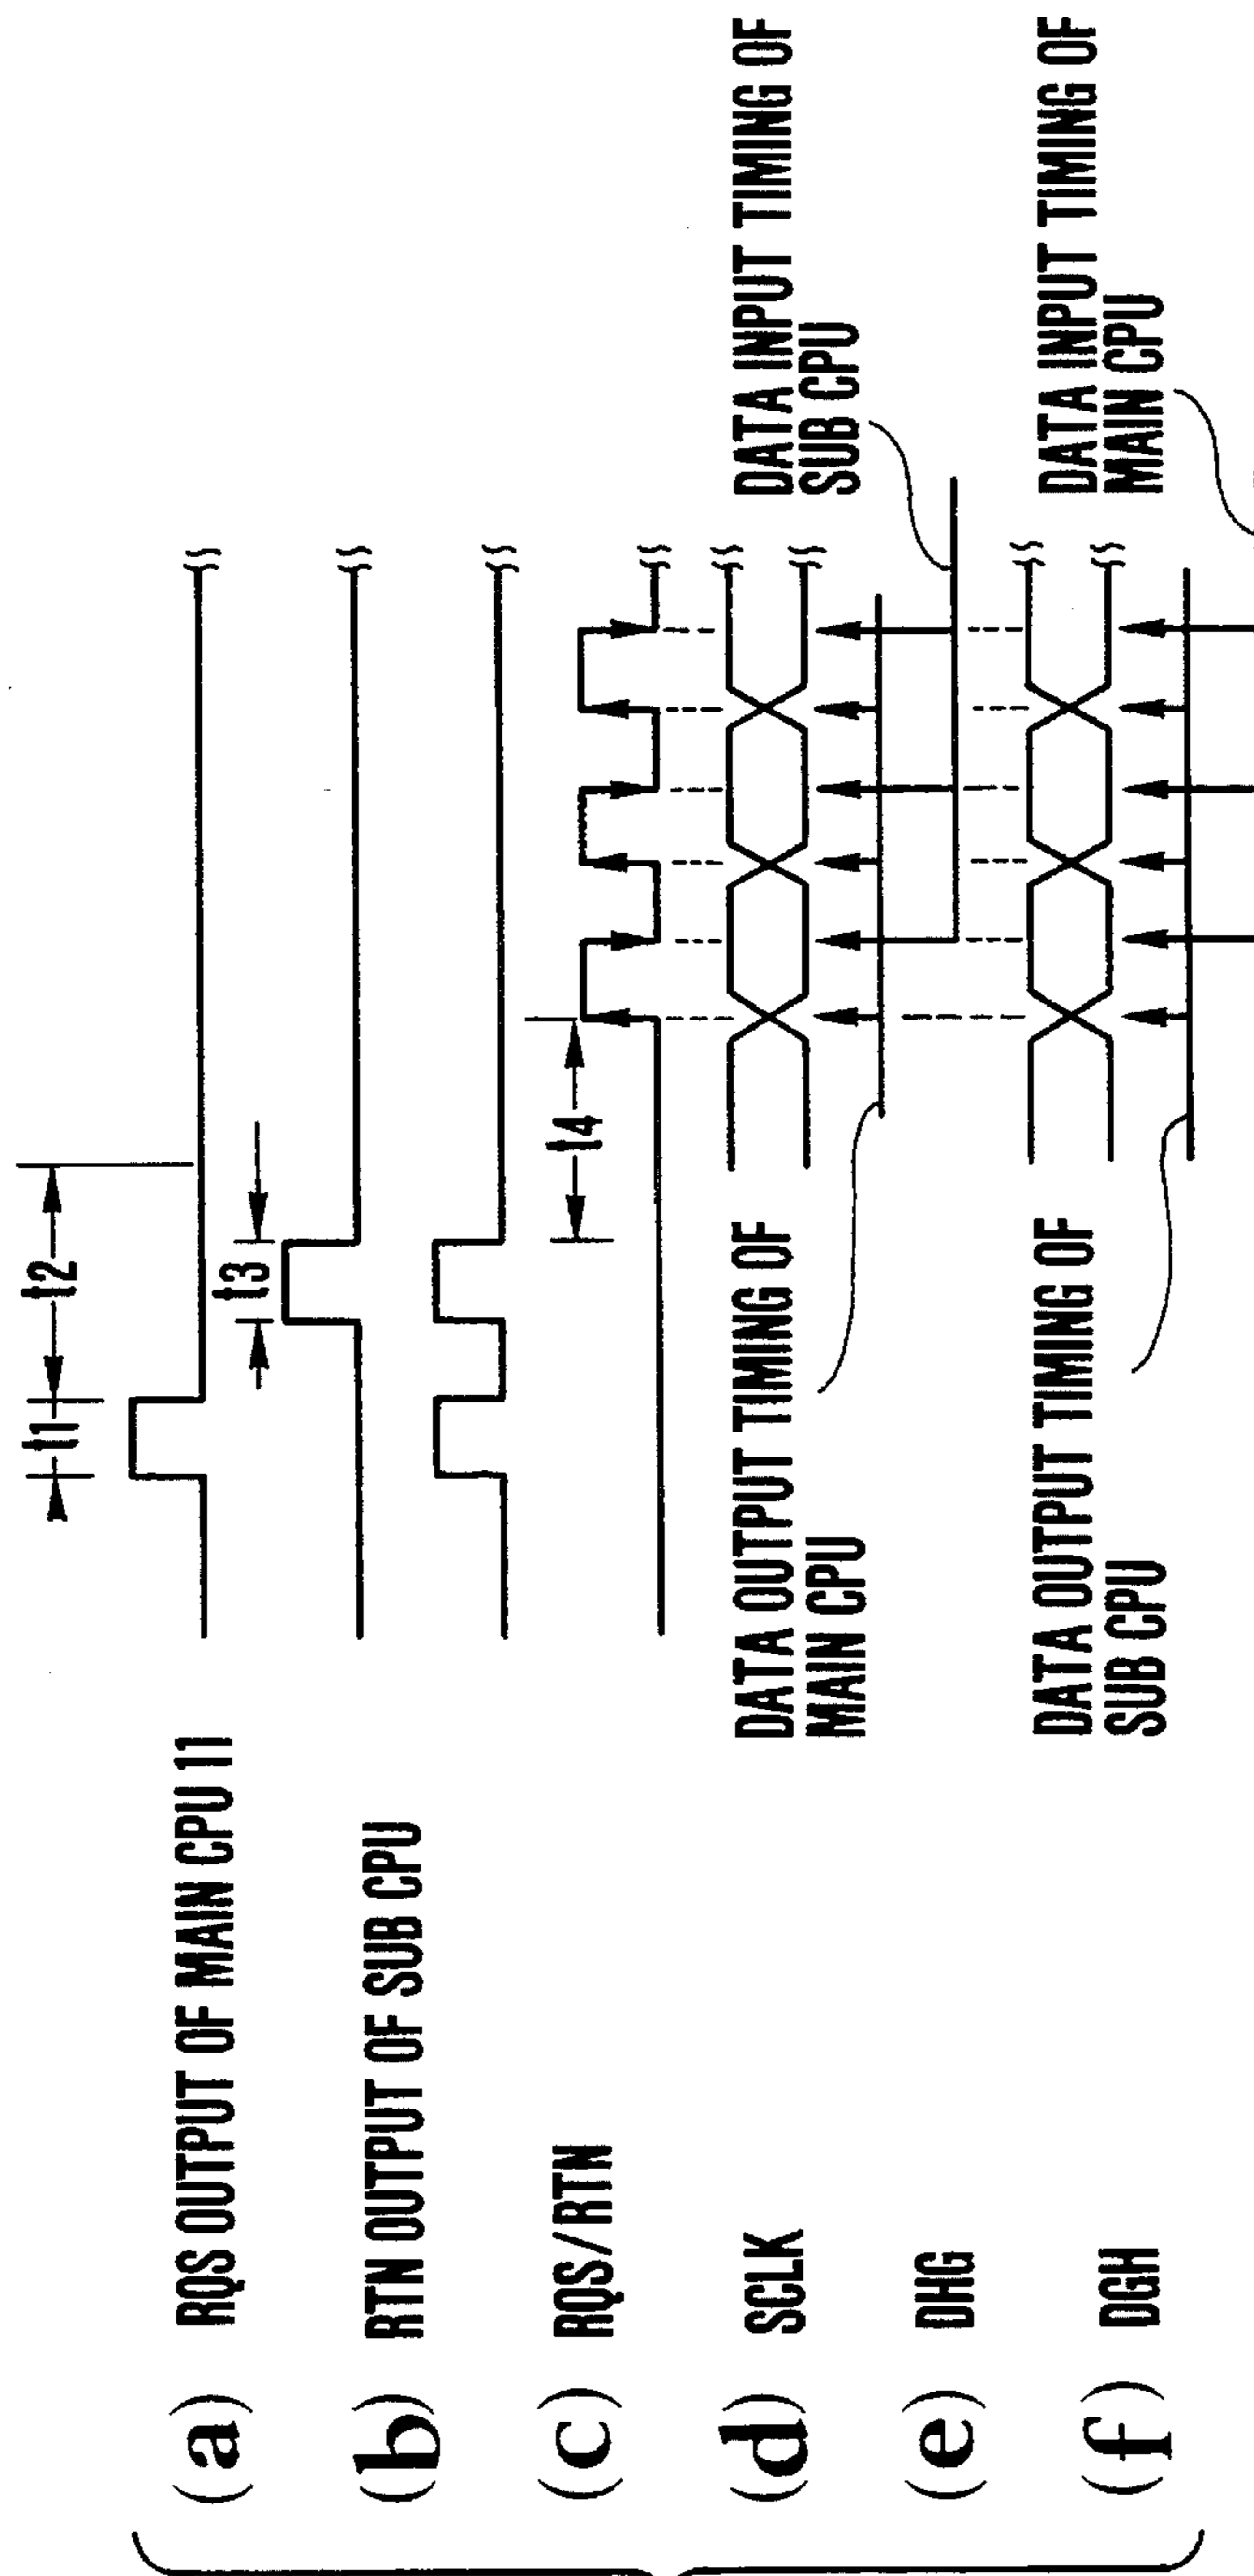 t1
t2
(a) RQS OUTPUT OF MAIN CPU 11
t3
(b) RTN OUTPUT OF SUB CPU
(c) RQS/RTN
t4
(d) SCLK
DATA OUTPUT TIMING OF
MAIN CPU
DATA INPUT TIMING OF
SUB CPU
(e) DHG
DATA OUTPUT TIMING OF
SUB CPU
DATA INPUT TIMING OF
MAIN CPU
(f) DGH